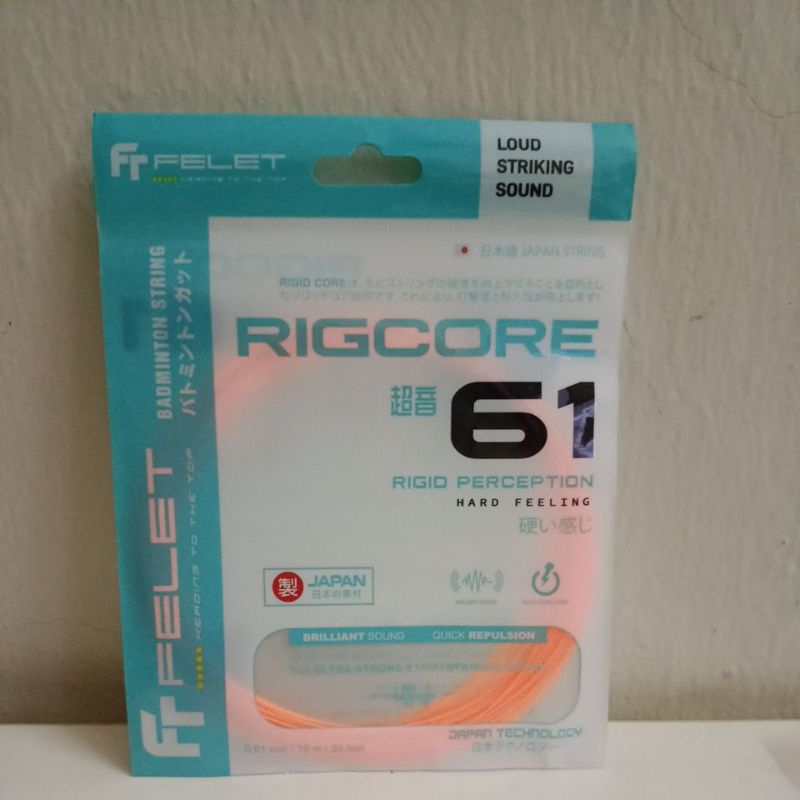 FELET
HEADING TO THE TOP
LOUD
STRIKING
SOUND
日本線 JAPAN STRING
RIGID CORE
RIGCORE
超音 61
RIGID PERCEPTION
HARD FEELING
硬い感じ
製 JAPAN
日本の素材
BRILLIANT SOUND QUICK REPULSION
JAPAN TECHNOLOGY
日本テクノロジー
0.61 mm / 10 m / 33 feet
BADMINTON STRING
バトミントンカット
FELET
HEADING TO THE TOP